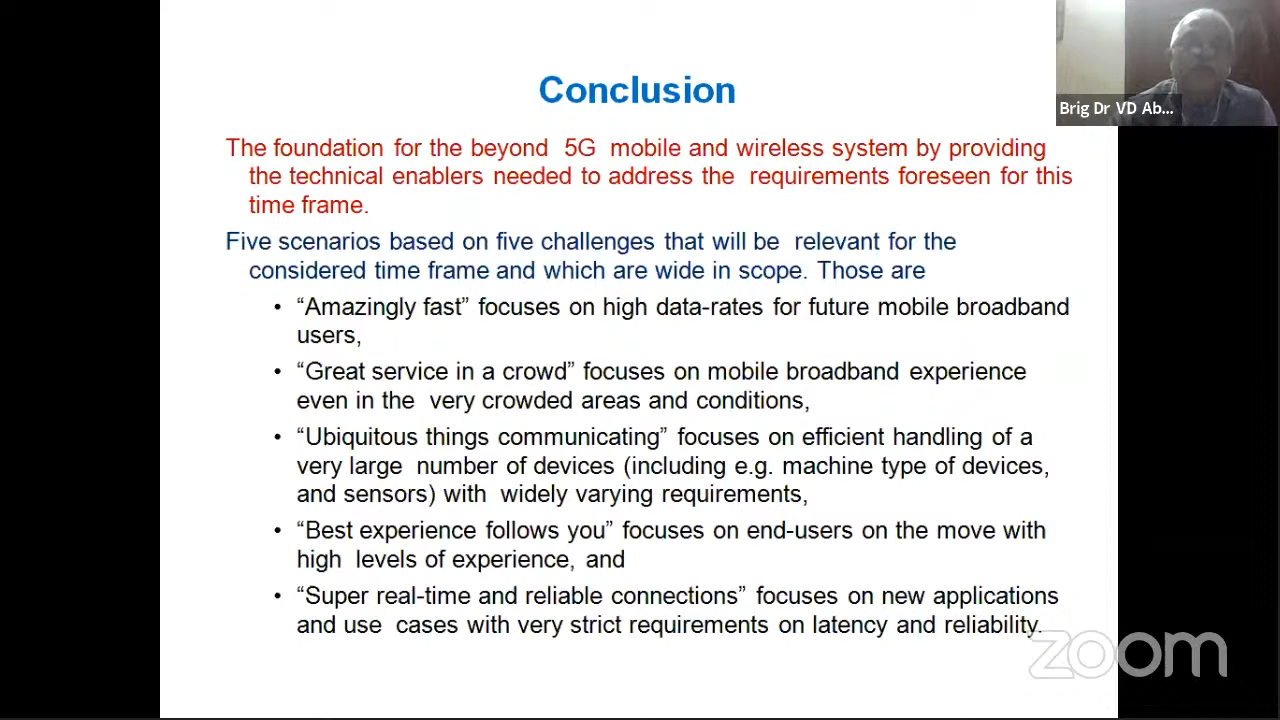 Conclusion
Brig Dr VD Ab...
The foundation for the beyond 5G mobile and wireless system by providing
the technical enablers needed to address the requirements foreseen for this
time frame.
Five scenarios based on five challenges that will be relevant for the
considered time frame and which are wide in scope. Those are
• “Amazingly fast” focuses on high data-rates for future mobile broadband
users,
• “Great service in a crowd” focuses on mobile broadband experience
even in the very crowded areas and conditions,
• “Ubiquitous things communicating” focuses on efficient handling of a
very large number of devices (including e.g. machine type of devices,
and sensors) with widely varying requirements,
• “Best experience follows you” focuses on end-users on the move with
high levels of experience, and
• “Super real-time and reliable connections” focuses on new applications
and use cases with very strict requirements on latency and reliability.
zoom